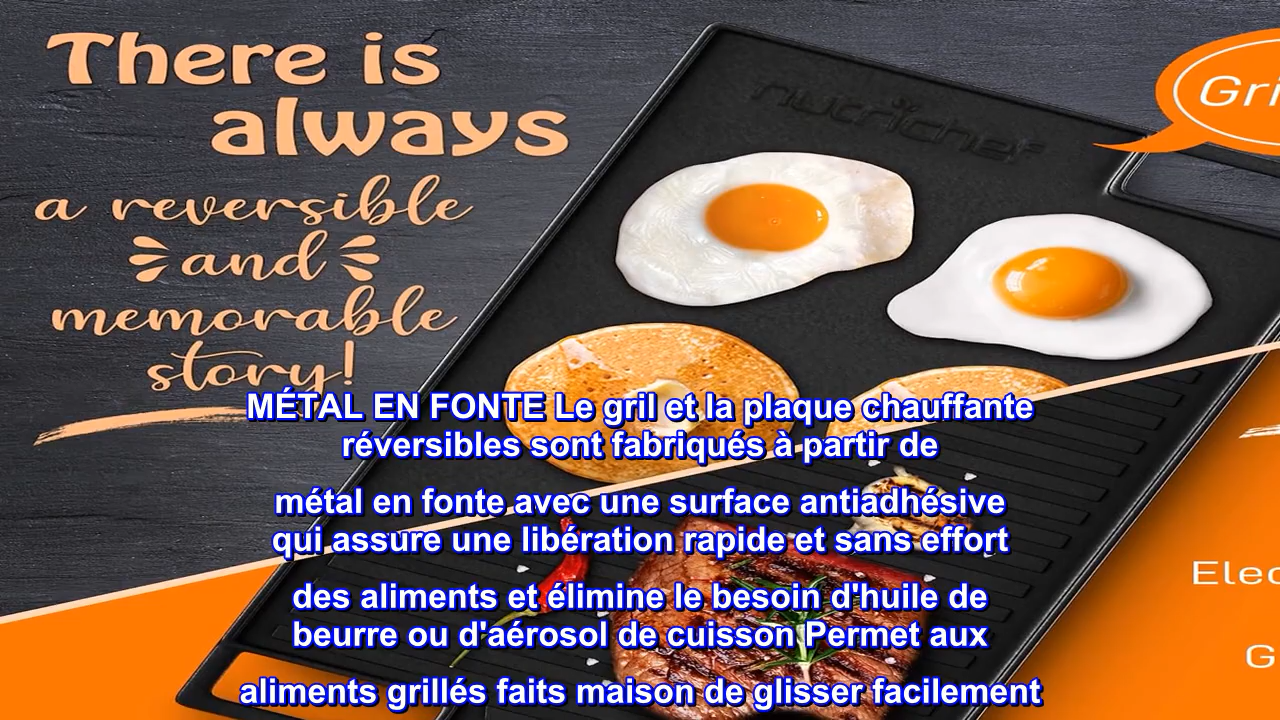 There is
always
a reversible
and
memorable
story!
nutrichef
Gri
MÉTAL EN FONTE Le gril et la plaque chauffante
réversibles sont fabriqués à partir de
métal en fonte avec une surface antiadhésive
qui assure une libération rapide et sans effort
des aliments et élimine le besoin d'huile de
beurre ou d'aérosol de cuisson Permet aux
aliments grillés faits maison de glisser facilement
Elec
G